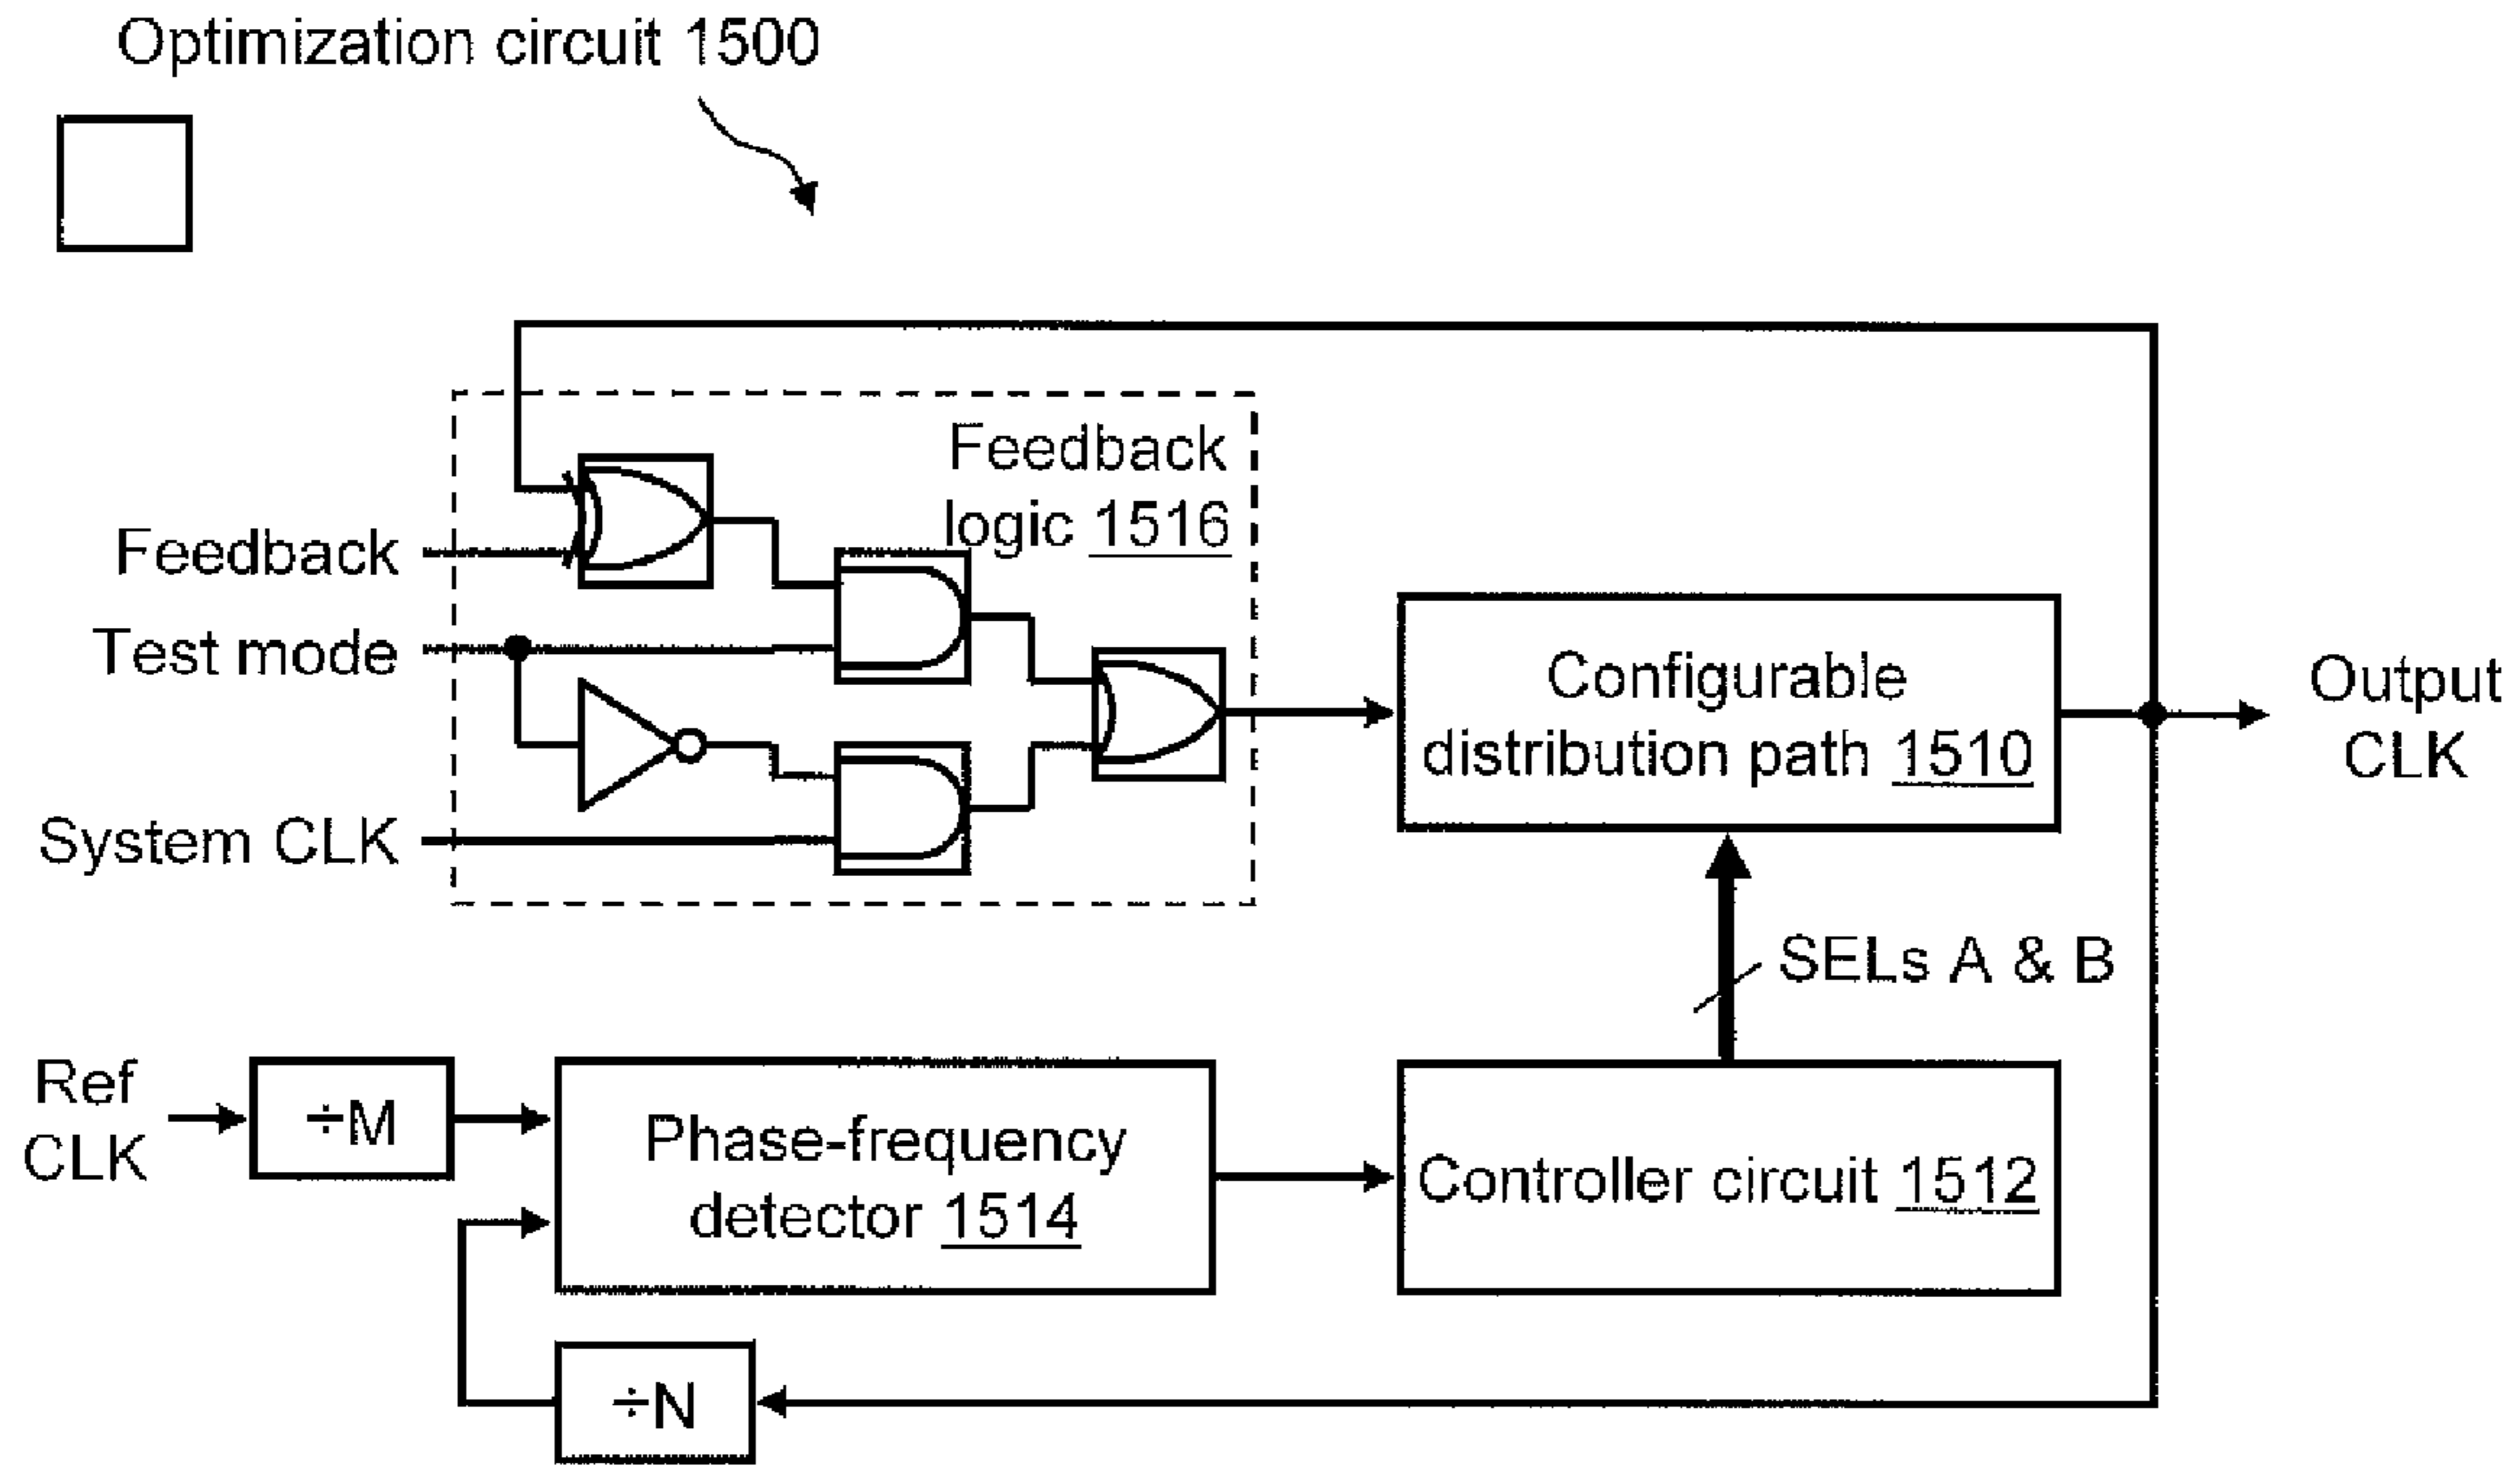 Optimization circuit 1500
Feedback
logic 1516
Feedback
Test mode
System CLK
Configurable
distribution path 1510
Output
CLK
SELs A & B
Ref
CLK
÷M
Phase-frequency
detector 1514
Controller circuit 1512
÷N